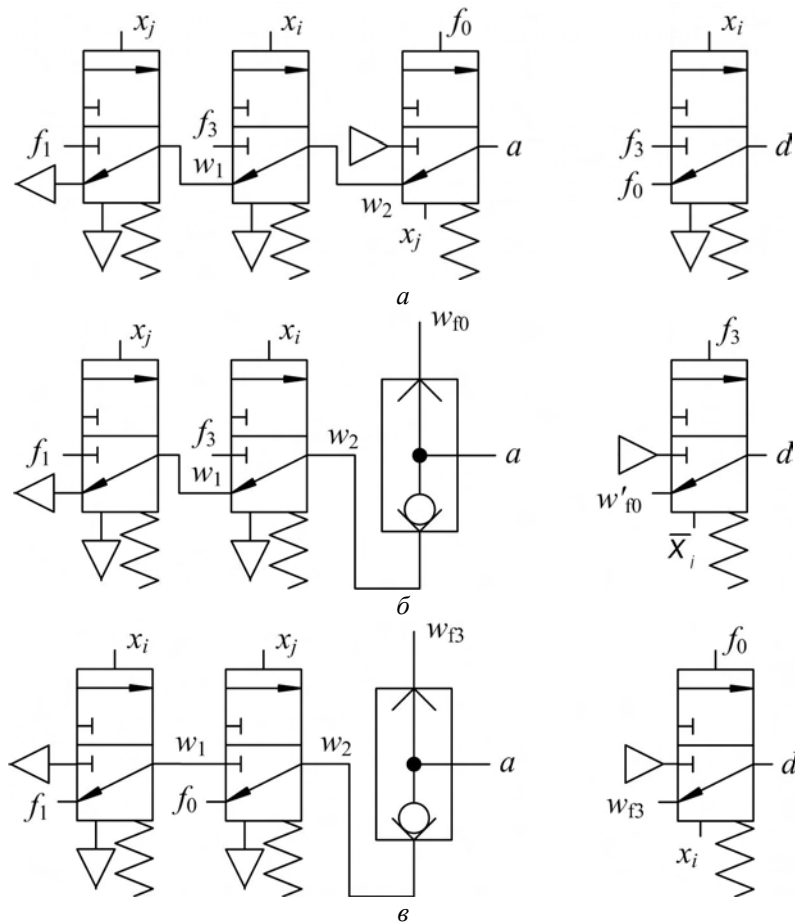 x_j x_i f_0 x_i
f_1 f_3 a f_3 d
w_1 w_2 f_0
x_j
а
w_f0
x_j x_i f_3
f_1 f_3 w_2 a d
w_1 w'_f0
x̅_j
б
w_f3
x_i x_j f_0
w_1 w_2 a d
f_1 f_0 w_f3
x_i
в